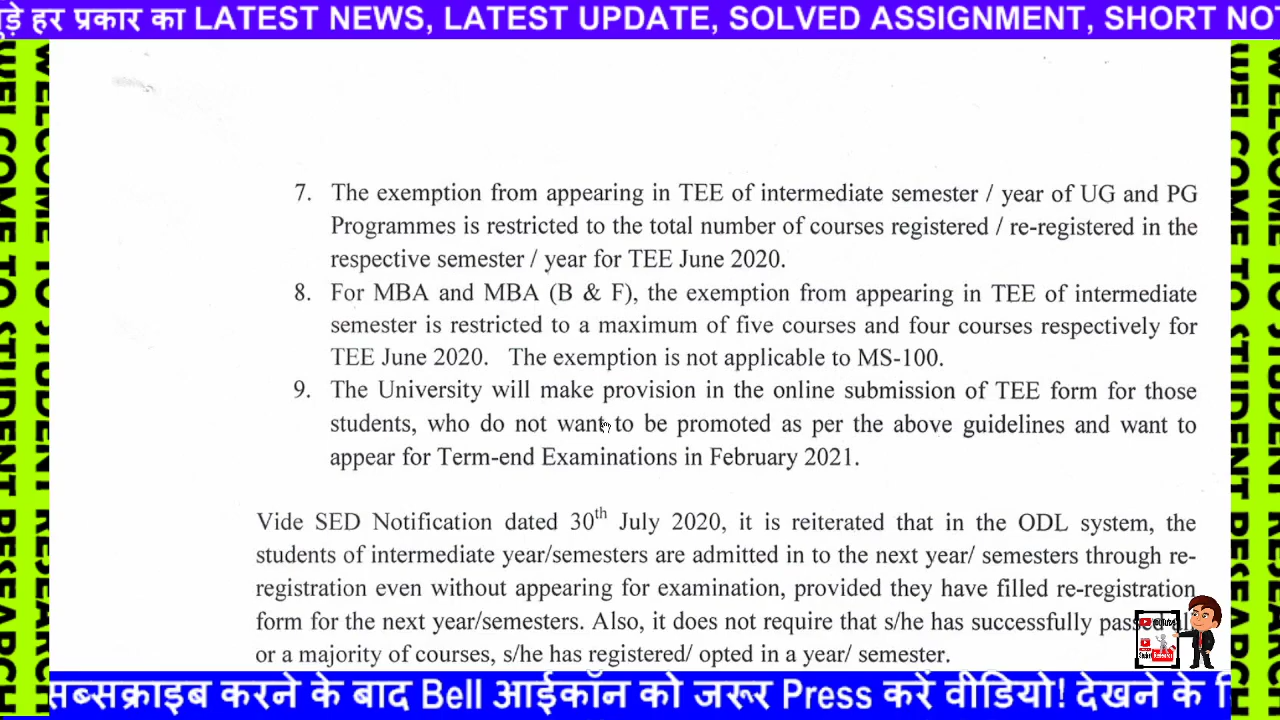 ुड़े हर प्रकार का LATEST NEWS, LATEST UPDATE, SOLVED ASSIGNMENT, SHORT NOT
WELCOME TO STUDENT RESEARCH
WELCOME TO STUDENT RESEARCH
7. The exemption from appearing in TEE of intermediate semester / year of UG and PG
Programmes is restricted to the total number of courses registered / re-registered in the
respective semester / year for TEE June 2020.
8. For MBA and MBA (B & F), the exemption from appearing in TEE of intermediate
semester is restricted to a maximum of five courses and four courses respectively for
TEE June 2020. The exemption is not applicable to MS-100.
9. The University will make provision in the online submission of TEE form for those
students, who do not want to be promoted as per the above guidelines and want to
appear for Term-end Examinations in February 2021.
Vide SED Notification dated 30th July 2020, it is reiterated that in the ODL system, the
students of intermediate year/semesters are admitted in to the next year/ semesters through re-
registration even without appearing for examination, provided they have filled re-registration
form for the next year/semesters. Also, it does not require that s/he has successfully passed
or a majority of courses, s/he has registered/ opted in a year/ semester.
सब्सक्राइब करने के बाद Bell आईकॉन को जरूर Press करें वीडियो! देखने के
WELCOME TO STUDENT RESEARCH
WELCOME TO STUDENT RESEARCH